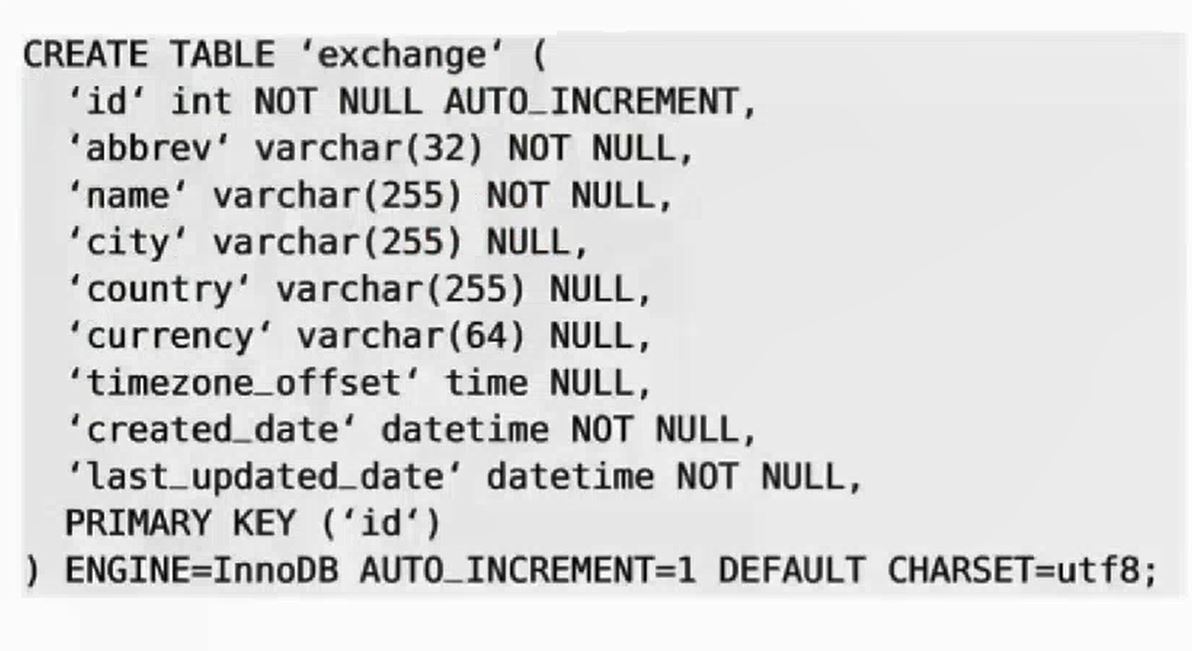 CREATE TABLE ‘exchange‘ (
‘id‘ int NOT NULL AUTO_INCREMENT,
‘abbrev‘ varchar(32) NOT NULL,
‘name‘ varchar(255) NOT NULL,
‘city‘ varchar(255) NULL,
‘country‘ varchar(255) NULL,
‘currency‘ varchar(64) NULL,
‘timezone_offset‘ time NULL,
‘created_date‘ datetime NOT NULL,
‘last_updated_date‘ datetime NOT NULL,
PRIMARY KEY (‘id‘)
) ENGINE=InnoDB AUTO_INCREMENT=1 DEFAULT CHARSET=utf8;